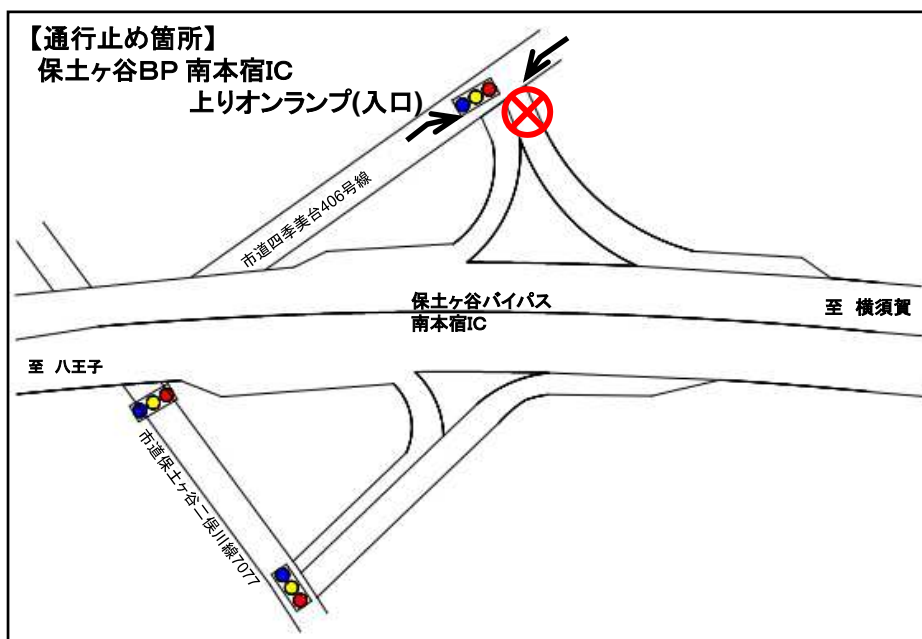 【通行止め箇所】
保土ヶ谷BP 南本宿IC
上りオンランプ(入口)
市道四季美台406号線
保土ヶ谷バイパス
南本宿IC
至 横須賀
至 八王子
市道保土ヶ谷二俣川線7077